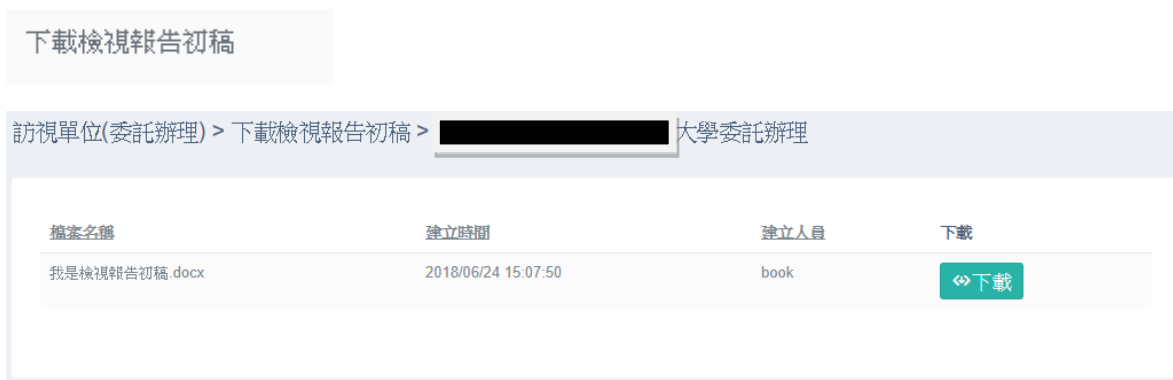 下載檢視報告初稿
訪視單位(委託辦理) > 下載檢視報告初稿 > 大學委託辦理
檔案名稱 建立時間 建立人員 下載
我是檢視報告初稿.docx 2018/06/24 15:07:50 book 下載